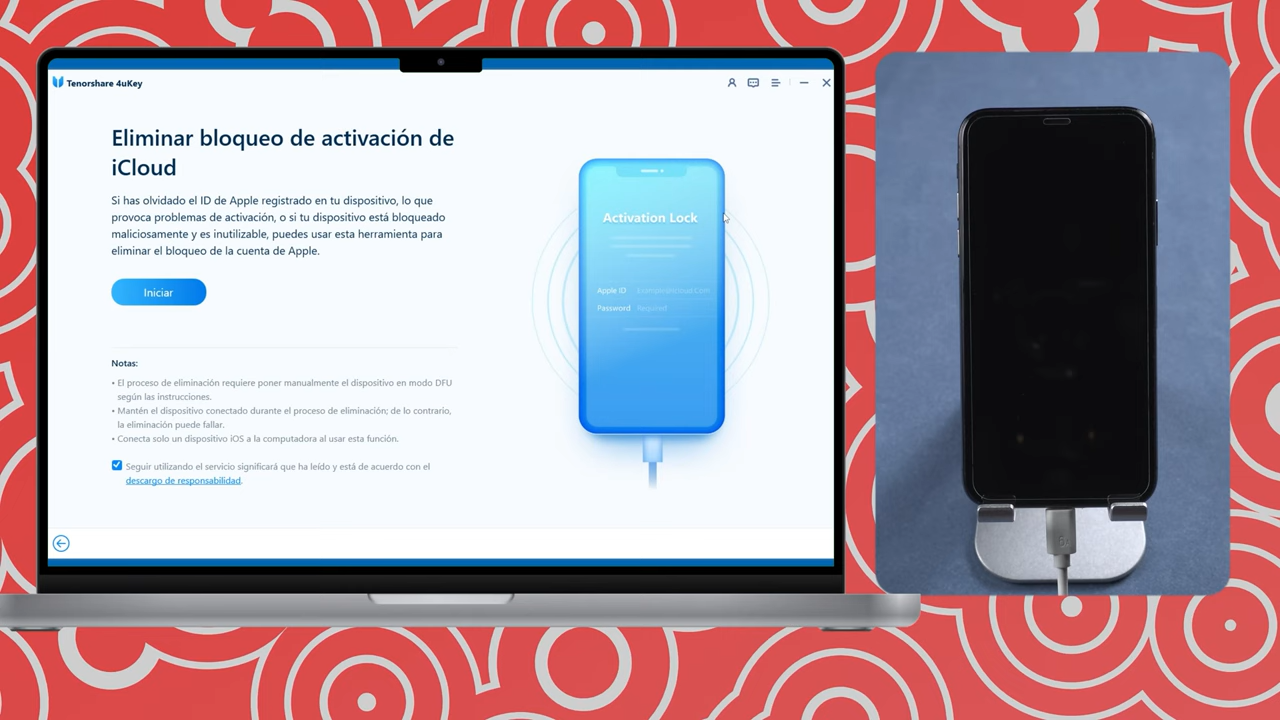 Tenorshare 4uKey
Eliminar bloqueo de activación de
iCloud
Si has olvidado el ID de Apple registrado en tu dispositivo, lo que
provoca problemas de activación, o si tu dispositivo está bloqueado
maliciosamente y es inutilizable, puedes usar esta herramienta para
eliminar el bloqueo de la cuenta de Apple.
Iniciar
Notas:
• El proceso de eliminación requiere poner manualmente el dispositivo en modo DFU
según las instrucciones.
• Mantén el dispositivo conectado durante el proceso de eliminación; de lo contrario,
la eliminación puede fallar.
• Conecta solo un dispositivo iOS a la computadora al usar esta función.
Seguir utilizando el servicio significará que ha leído y está de acuerdo con el
descargo de responsabilidad.
Activation Lock
Apple ID Example@icloud.Com
Password Required